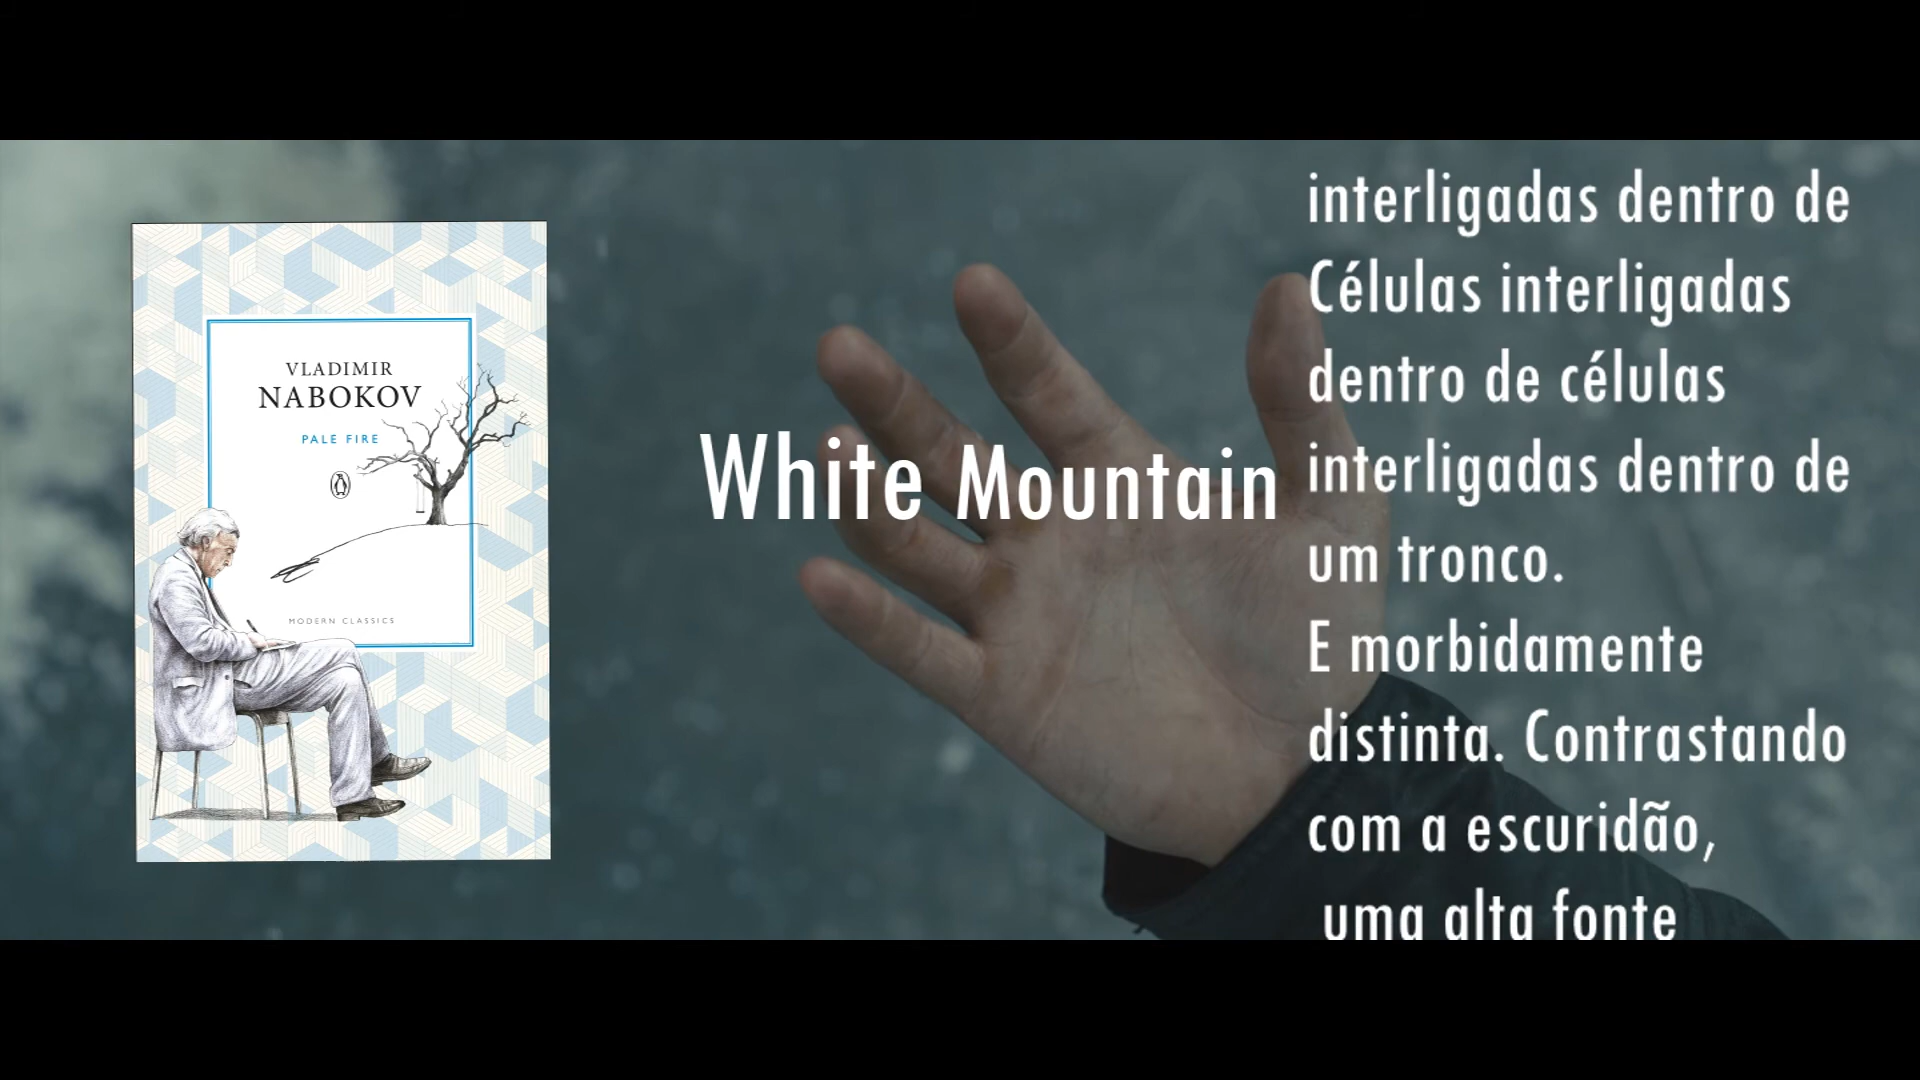 VLADIMIR
NABOKOV
PALE FIRE
MODERN CLASSICS
White Mountain
interligadas dentro de
Células interligadas
dentro de células
interligadas dentro de
um tronco.
E morbidamente
distinta. Contrastando
com a escuridão,
uma alta fonte